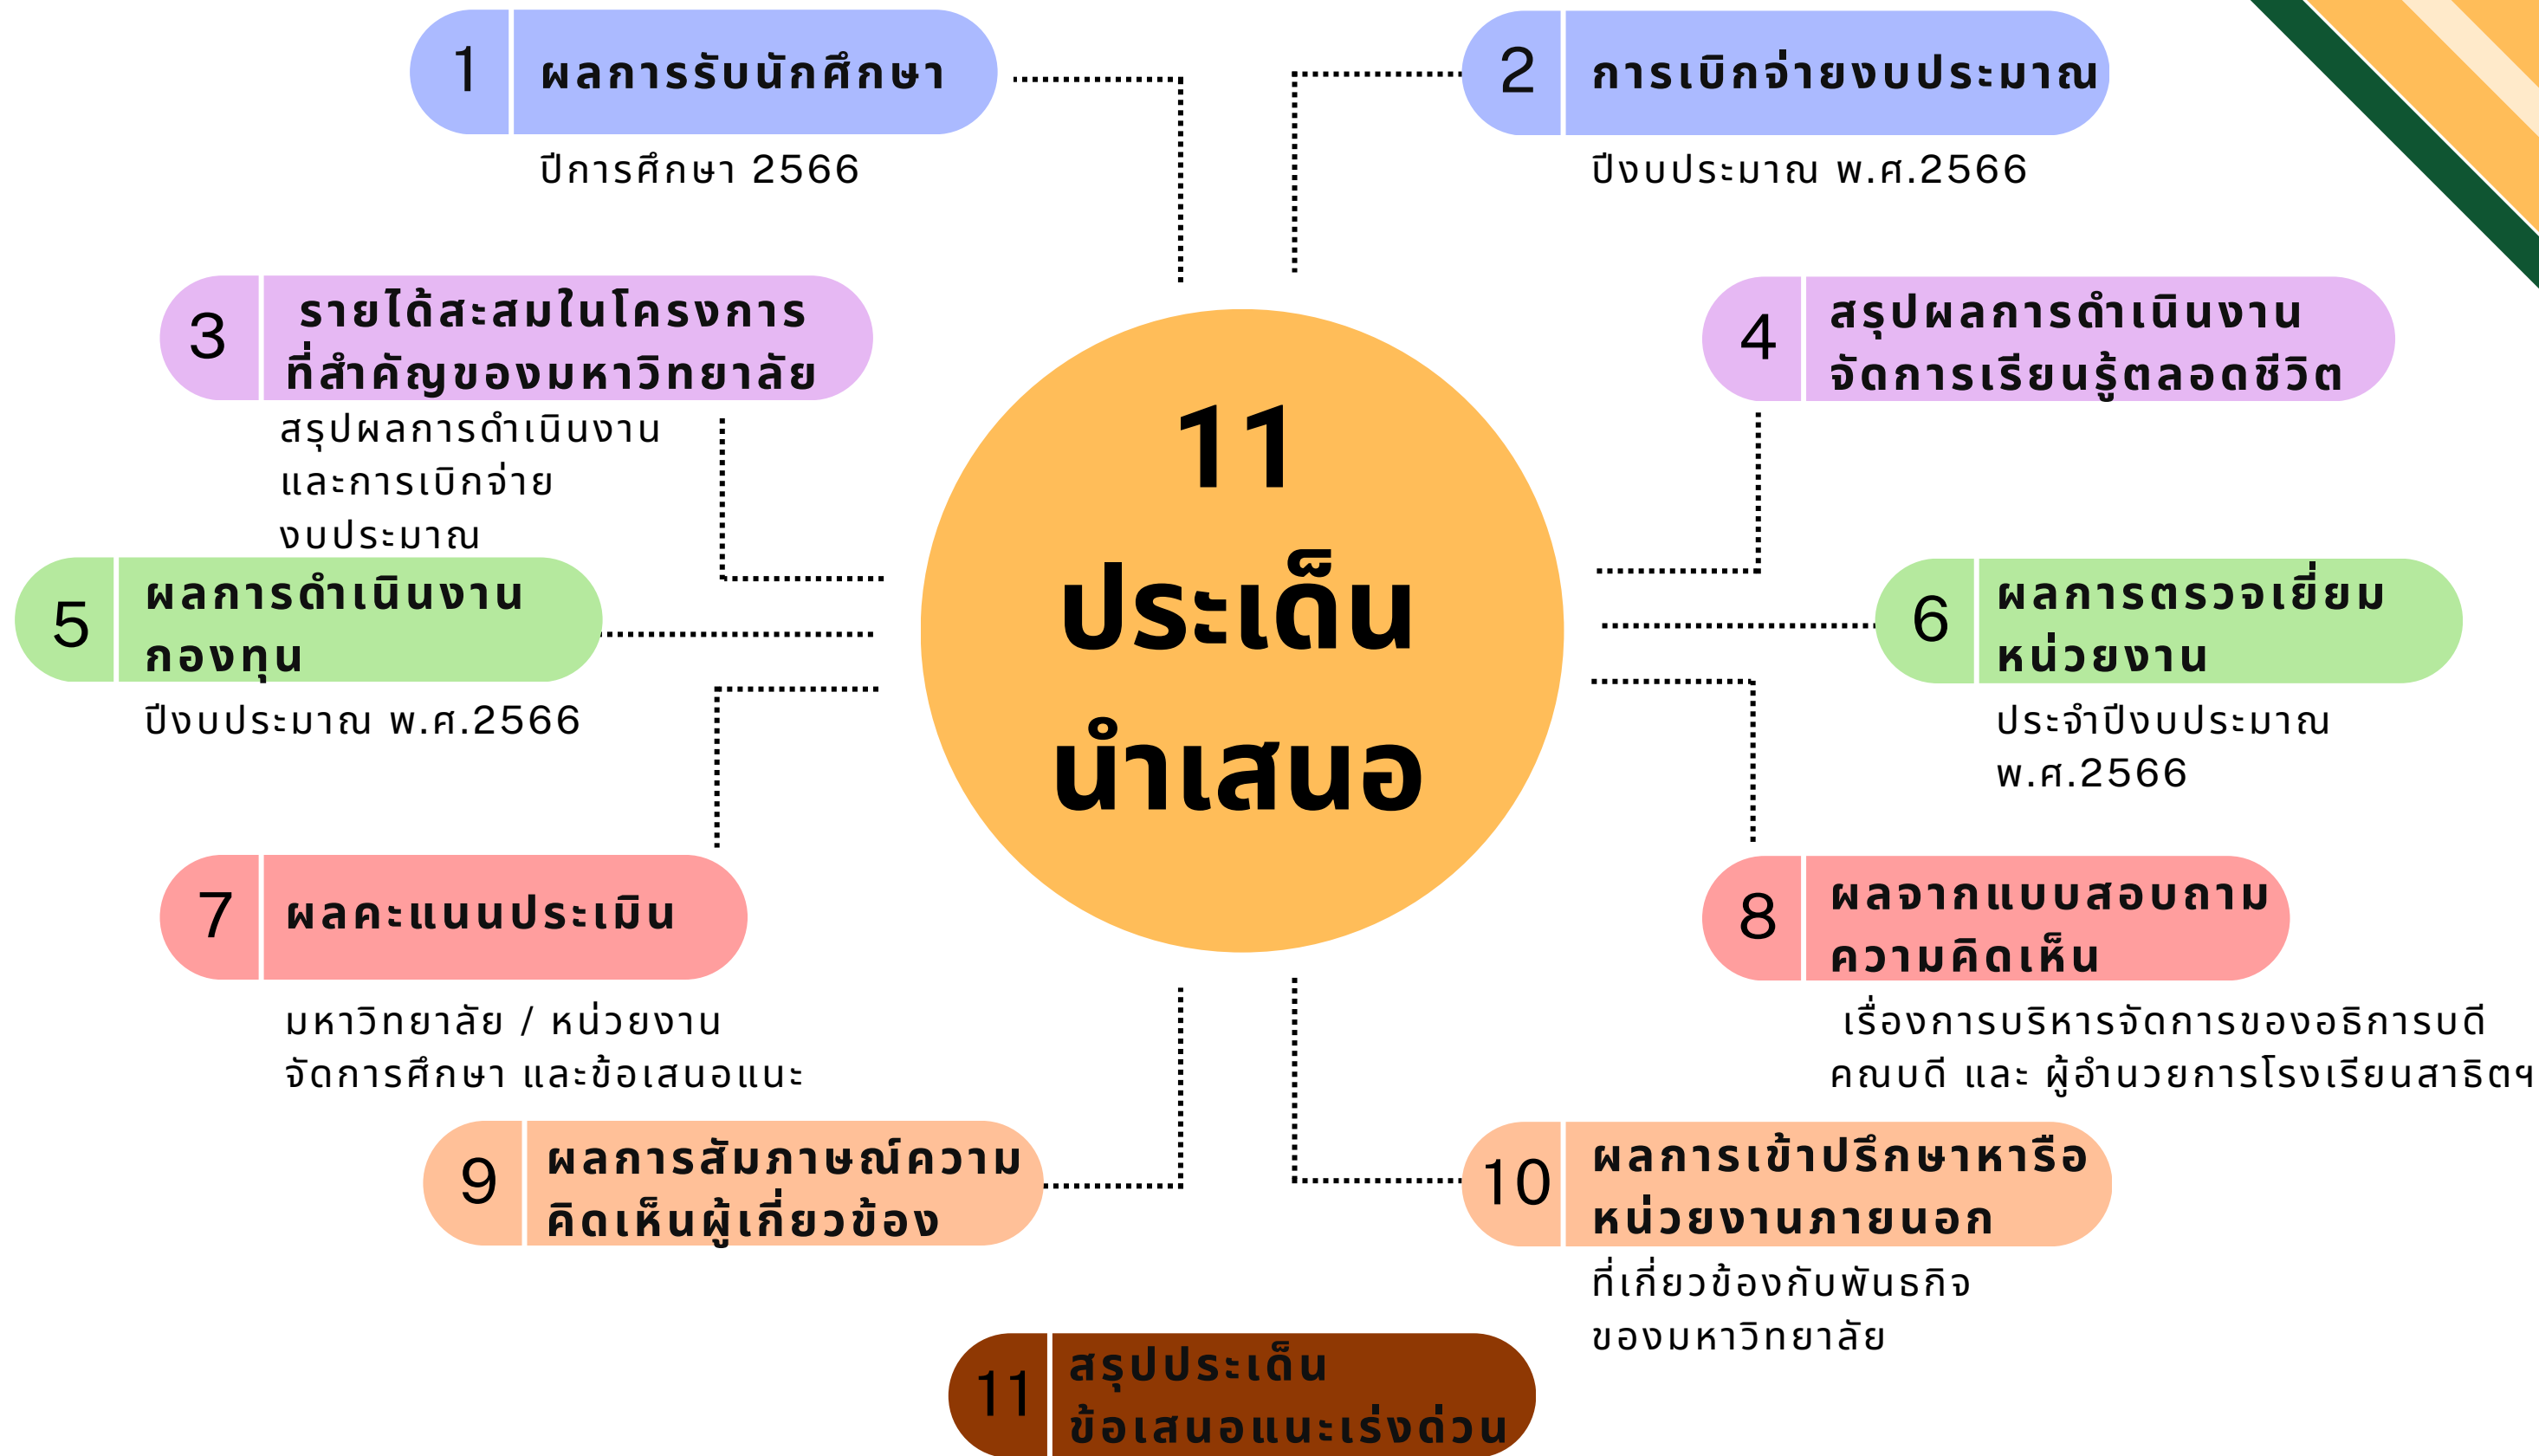 1
ผลการรับนักศึกษา
ปีการศึกษา 2566
2
การเบิกจ่ายงบประมาณ
ปีงบประมาณ พ.ศ.2566
3
รายได้สะสมในโครงการ
ที่สำคัญของมหาวิทยาลัย
สรุปผลการดำเนินงาน
และการเบิกจ่าย
งบประมาณ
4
สรุปผลการดำเนินงาน
จัดการเรียนรู้ตลอดชีวิต
11
ประเด็น
นำเสนอ
5
ผลการดำเนินงาน
กองทุน
ปีงบประมาณ พ.ศ.2566
6
ผลการตรวจเยี่ยม
หน่วยงาน
ประจำปีงบประมาณ
พ.ศ.2566
7
ผลคะแนนประเมิน
มหาวิทยาลัย / หน่วยงาน
จัดการศึกษา และข้อเสนอแนะ
8
ผลจากแบบสอบถาม
ความคิดเห็น
เรื่องการบริหารจัดการของอธิการบดี
คณบดี และ ผู้อำนวยการโรงเรียนสาธิตฯ
9
ผลการสัมภาษณ์ความ
คิดเห็นผู้เกี่ยวข้อง
10
ผลการเข้าปรึกษาหารือ
หน่วยงานภายนอก
ที่เกี่ยวข้องกับพันธกิจ
ของมหาวิทยาลัย
11
สรุปประเด็น
ข้อเสนอแนะเร่งด่วน